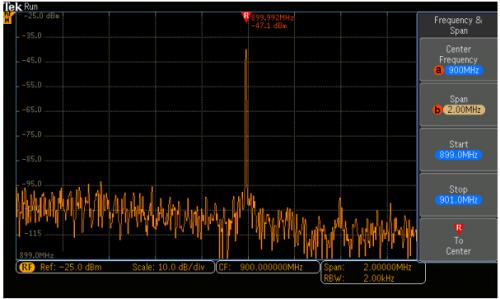 Tek Run
-25.0 dBm
R 899.992MHz
-47.1 dBm
-35.0
-45.0
-55.0
-65.0
-75.0
-85.0
-95.0
-115
899.0MHz
Frequency &
Span
Center
Frequency
a 900MHz
Span
b 2.00MHz
Start
899.0MHz
Stop
901.0MHz
R
To
Center
RF Ref: -25.0 dBm Scale: 10.0 dB/div CF: 900.000000MHz Span: 2.00000MHz
RBW: 2.00kHz